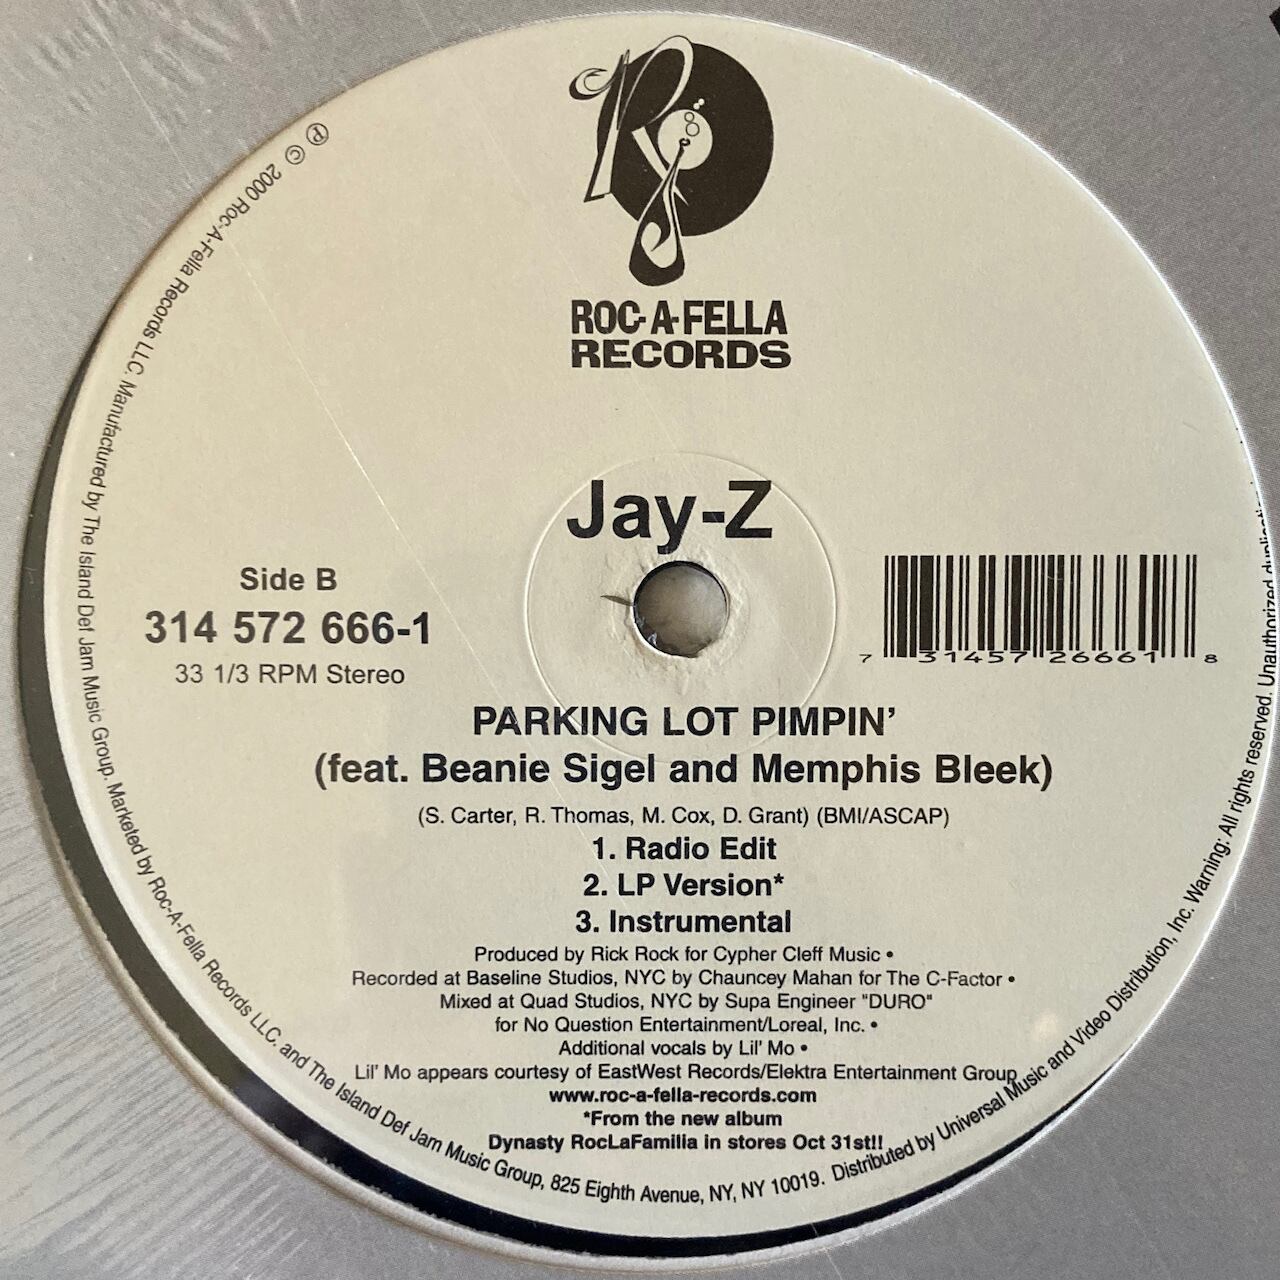 ROC-A-FELLA
RECORDS
Jay-Z
Side B
314 572 666-1
33 1/3 RPM Stereo
7 31457 26661 8
PARKING LOT PIMPIN'
(feat. Beanie Sigel and Memphis Bleek)
(S. Carter, R. Thomas, M. Cox, D. Grant) (BMI/ASCAP)
1. Radio Edit
2. LP Version*
3. Instrumental
Produced by Rick Rock for Cypher Cleff Music •
Recorded at Baseline Studios, NYC by Chauncey Mahan for The C-Factor •
Mixed at Quad Studios, NYC by Supa Engineer "DURO"
for No Question Entertainment/Loreal, Inc. •
Additional vocals by Lil' Mo •
Lil' Mo appears courtesy of EastWest Records/Elektra Entertainment Group
www.roc-a-fella-records.com
*From the new album
Dynasty RocLaFamilia in stores Oct 31st!!
℗ © 2000 Roc-A-Fella Records LLC. Manufactured by The Island Def Jam Music Group. Marketed by Roc-A-Fella Records LLC. and The Island Def Jam Music Group, 825 Eighth Avenue, NY, NY 10019. Distributed by Universal Music and Video Distribution, Inc. Warning: All rights reserved. Unauthorized